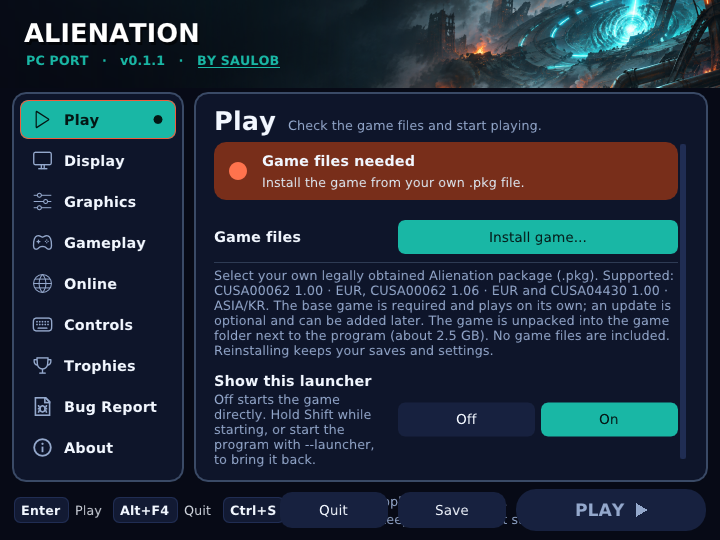 ALIENATION
PC PORT · v0.1.1 · BY SAULOB
Play
Display
Graphics
Gameplay
Online
Controls
Trophies
Bug Report
About
Play Check the game files and start playing.
Game files needed
Install the game from your own .pkg file.
Game files
Install game...
Select your own legally obtained Alienation package (.pkg). Supported:
CUSA00062 1.00 · EUR, CUSA00062 1.06 · EUR and CUSA04430 1.00 ·
ASIA/KR. The base game is required and plays on its own; an update is
optional and can be added later. The game is unpacked into the game
folder next to the program (about 2.5 GB). No game files are included.
Reinstalling keeps your saves and settings.
Show this launcher
Off starts the game
directly. Hold Shift while
starting, or start the
program with --launcher,
to bring it back.
Off
On
Enter Play Alt+F4 Quit Ctrl+S
Quit
Save
PLAY